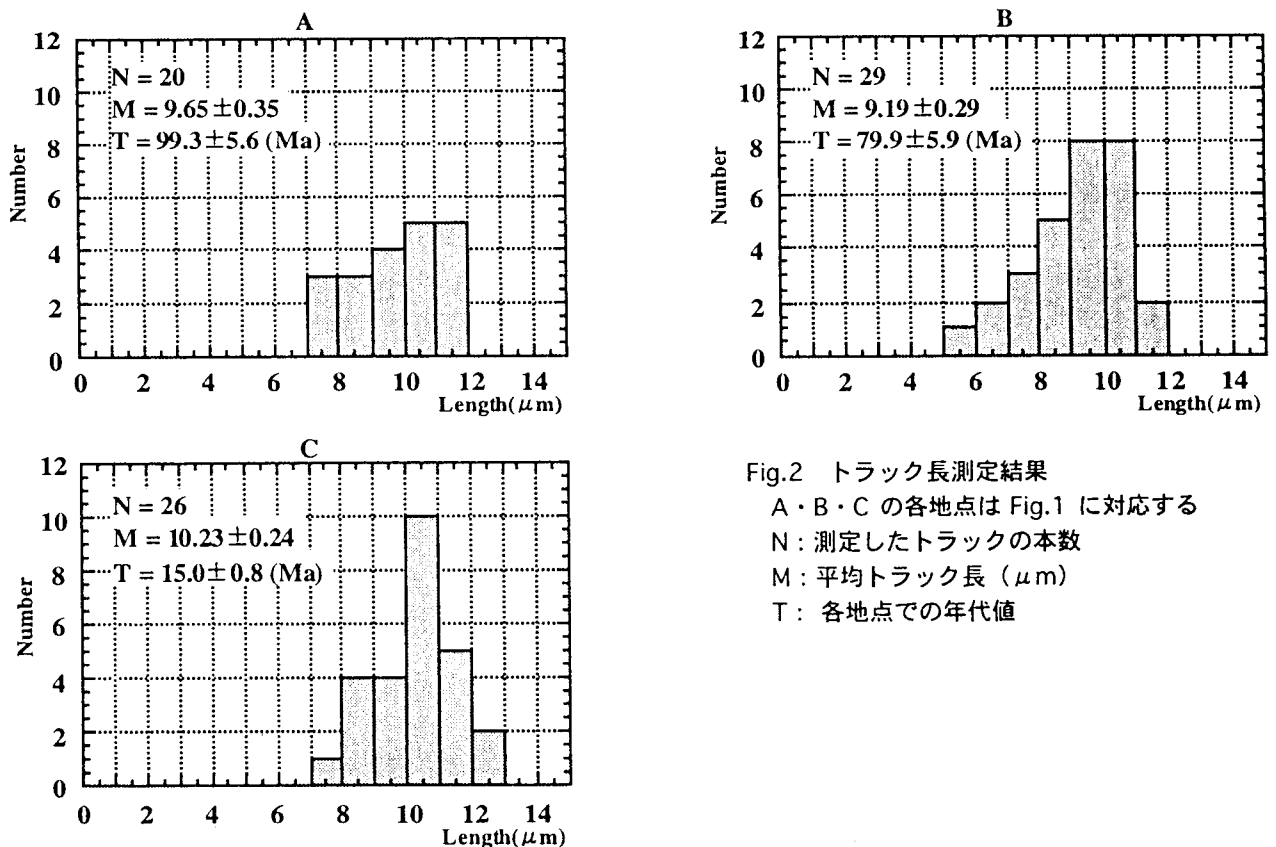 A
12
10
8
6
4
2
0
Number
N = 20
M = 9.65±0.35
T = 99.3±5.6 (Ma)
0 2 4 6 8 10 12 14
Length(μm)
B
12
10
8
6
4
2
0
Number
N = 29
M = 9.19±0.29
T = 79.9±5.9 (Ma)
0 2 4 6 8 10 12 14
Length(μm)
C
12
10
8
6
4
2
0
Number
N = 26
M = 10.23±0.24
T = 15.0±0.8 (Ma)
0 2 4 6 8 10 12 14
Length(μm)
Fig.2 トラック長測定結果
A・B・C の各地点は Fig.1 に対応する
N：測定したトラックの本数
M：平均トラック長（μm）
T： 各地点での年代値